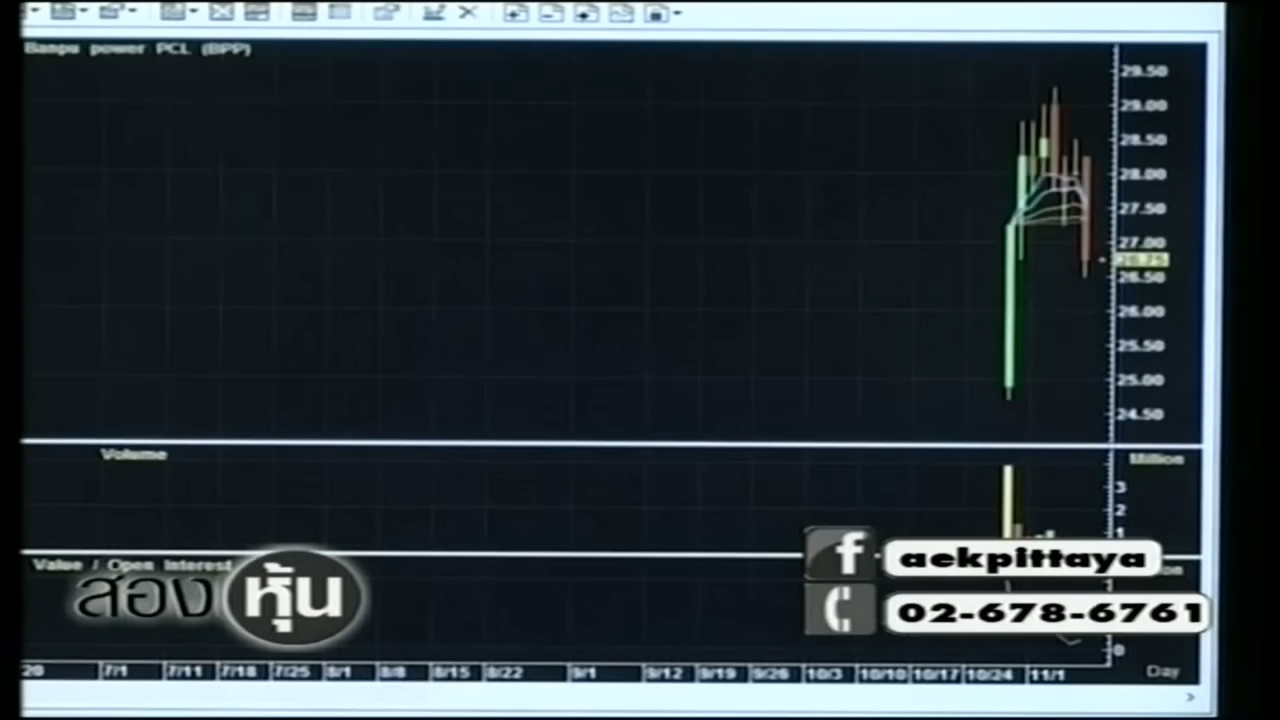 Banpu power PCL (BPP)
29.50
29.00
28.50
28.00
27.50
27.00
26.75
26.50
26.00
25.50
25.00
24.50
Volume
Million
3
2
1
Value / Open Interest
สองหุ้น
f aekpittaya
02-678-6761
1
0
20 7/1 7/11 7/18 7/25 8/1 8/8 8/15 8/22 9/1 9/12 9/19 9/26 10/3 10/10 10/17 10/24 11/1 Day